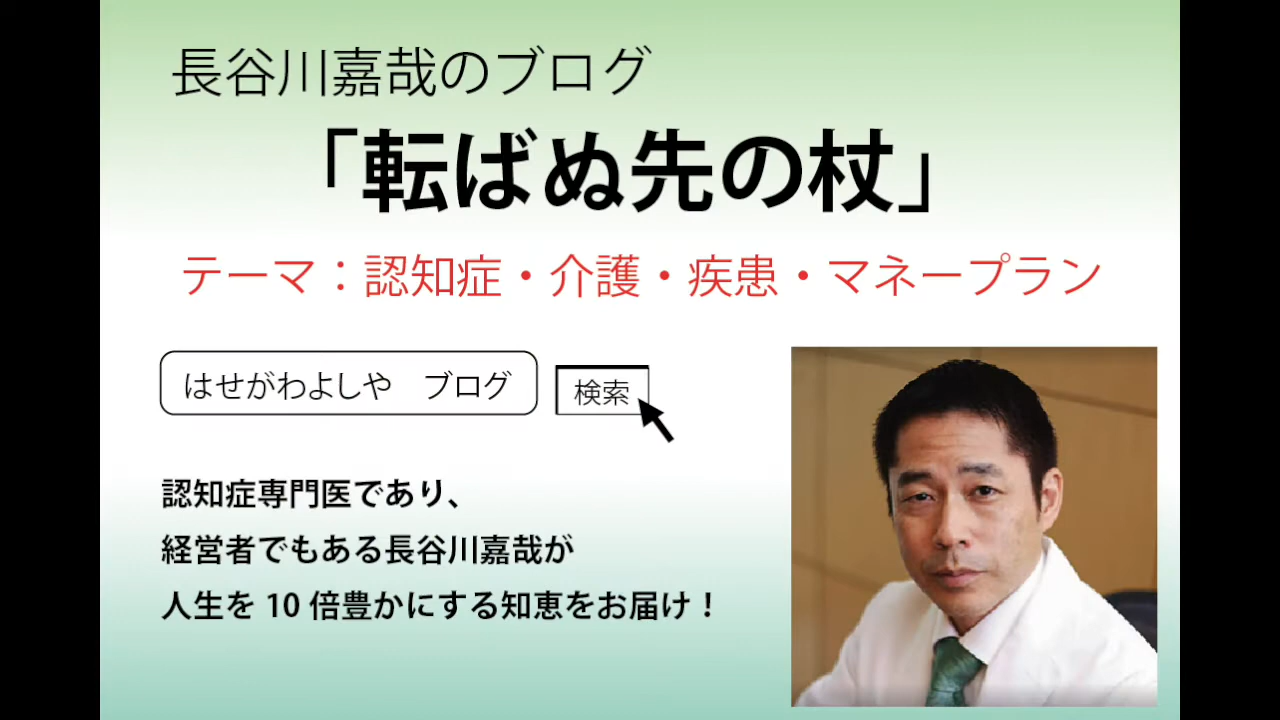 長谷川嘉哉のブログ
「転ばぬ先の杖」
テーマ：認知症・介護・疾患・マネープラン
はせがわよしや　ブログ
検索
認知症専門医であり、
経営者でもある長谷川嘉哉が
人生を 10 倍豊かにする知恵をお届け！